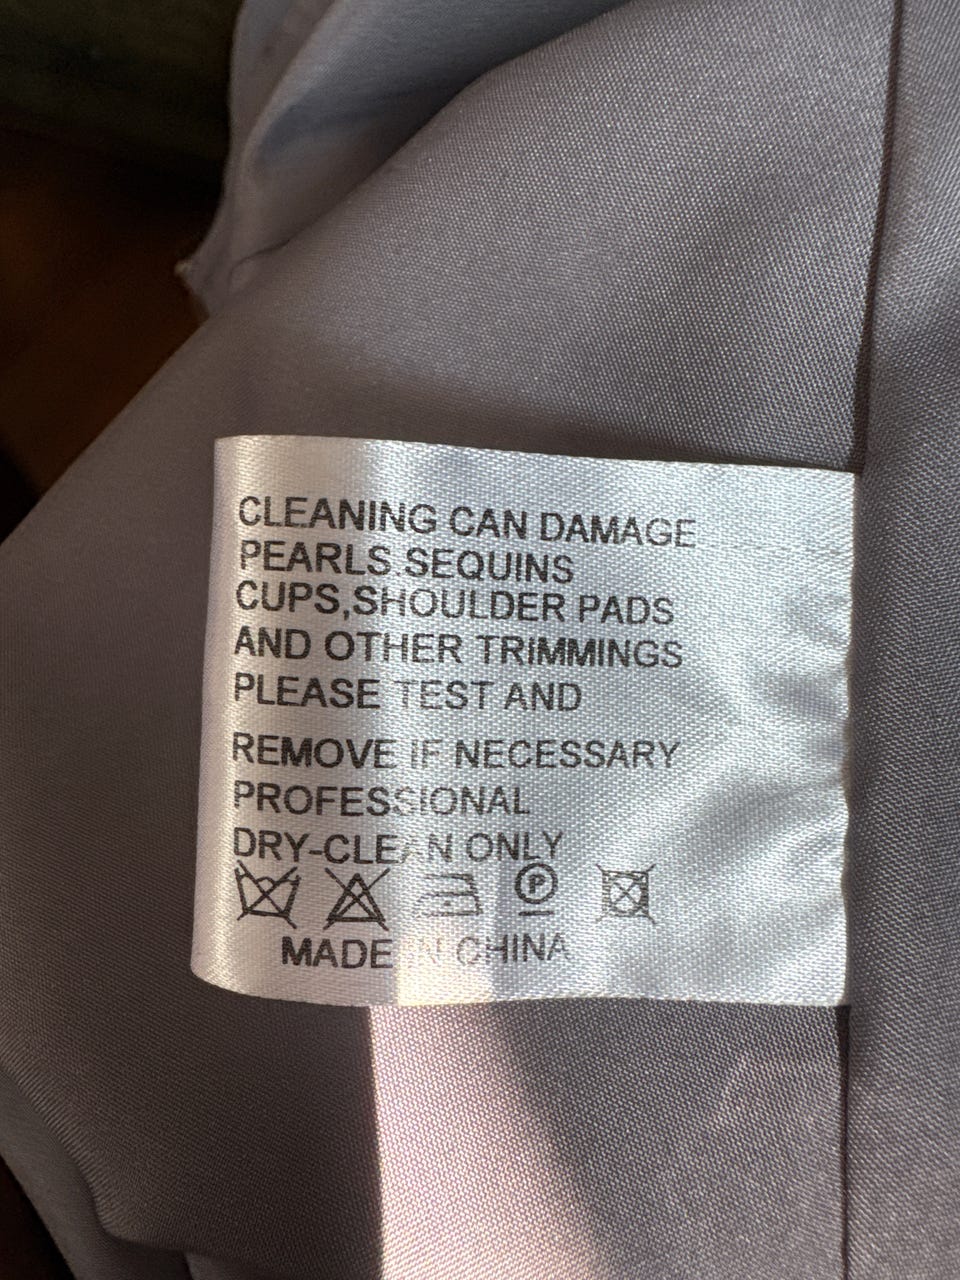 CLEANING CAN DAMAGE
PEARLS.SEQUINS
CUPS,SHOULDER PADS
AND OTHER TRIMMINGS
PLEASE TEST AND
REMOVE IF NECESSARY
PROFESSIONAL
DRY-CLEAN ONLY
P
MADE IN CHINA